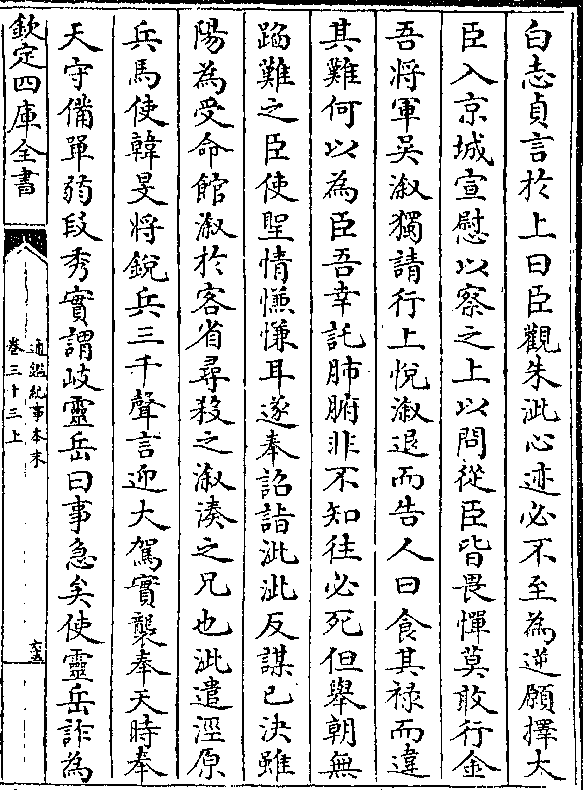 白志貞言於上曰臣觀朱泚心迹必不至為逆願擇大
臣入京城宣慰以察之上以問從臣皆畏憚莫敢行金
吾將軍吴溆獨請行上悅溆退而告人曰食其禄而違
其難何以為臣吾幸託肺腑非不知往必死但舉朝無
蹈難之臣使聖情慊慊耳遂奉詔詣泚泚反謀已決雖
陽為受命館溆於客省尋殺之溆湊之兄也泚遣涇原
兵馬使韓旻將銳兵三千聲言迎大駕實襲奉天時奉
天守備單弱段秀實謂岐靈岳曰事急矣使靈岳詐為
欽定四庫全書
通鑑紀事本末
卷三十三上